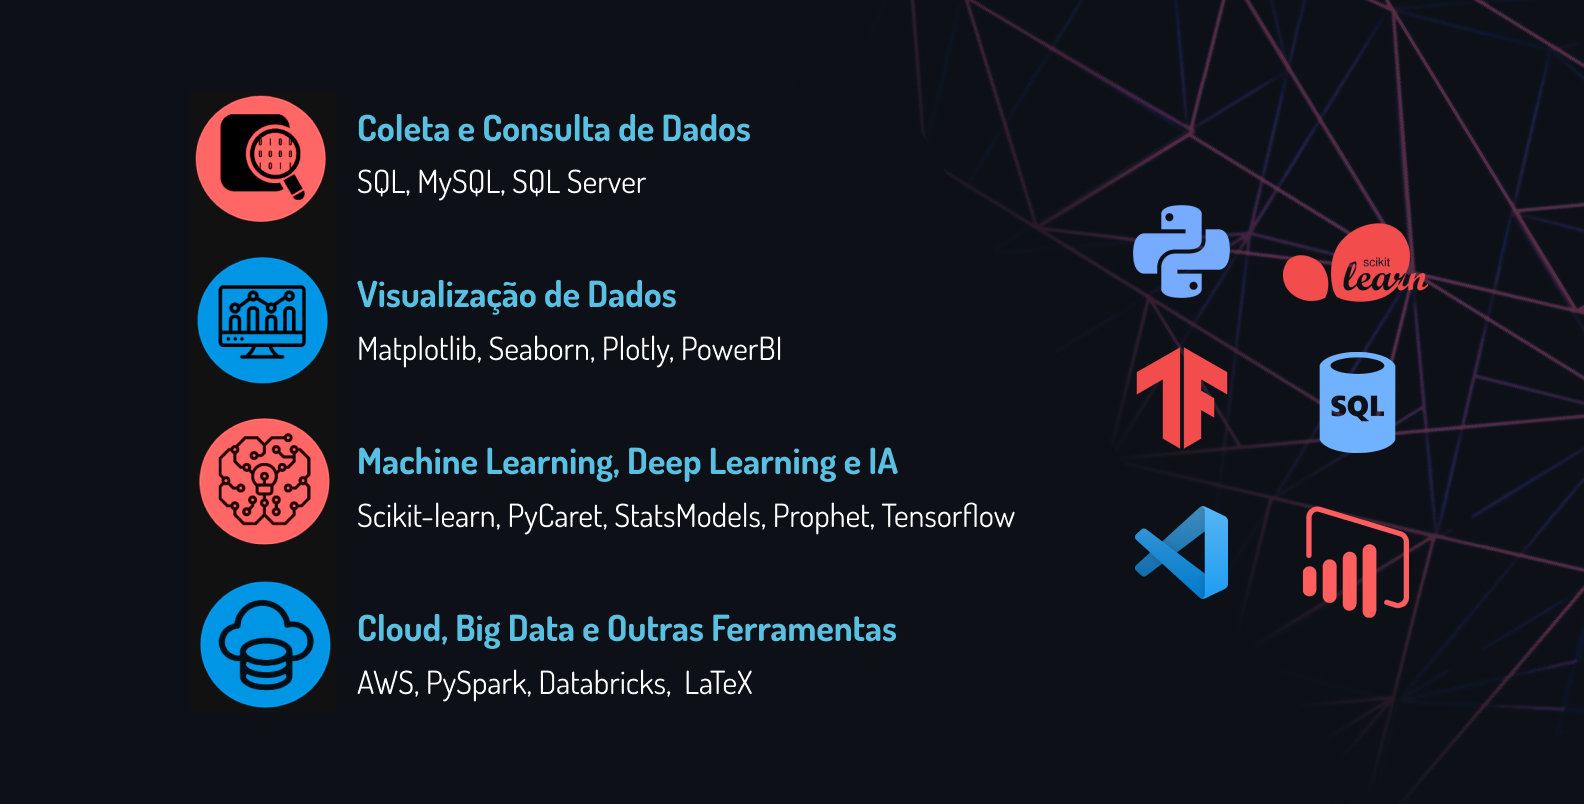 Coleta e Consulta de Dados
SQL, MySQL, SQL Server
Visualização de Dados
Matplotlib, Seaborn, Plotly, PowerBI
Machine Learning, Deep Learning e IA
Scikit-learn, PyCaret, StatsModels, Prophet, Tensorflow
Cloud, Big Data e Outras Ferramentas
AWS, PySpark, Databricks,  LaTeX
scikit
learn
SQL